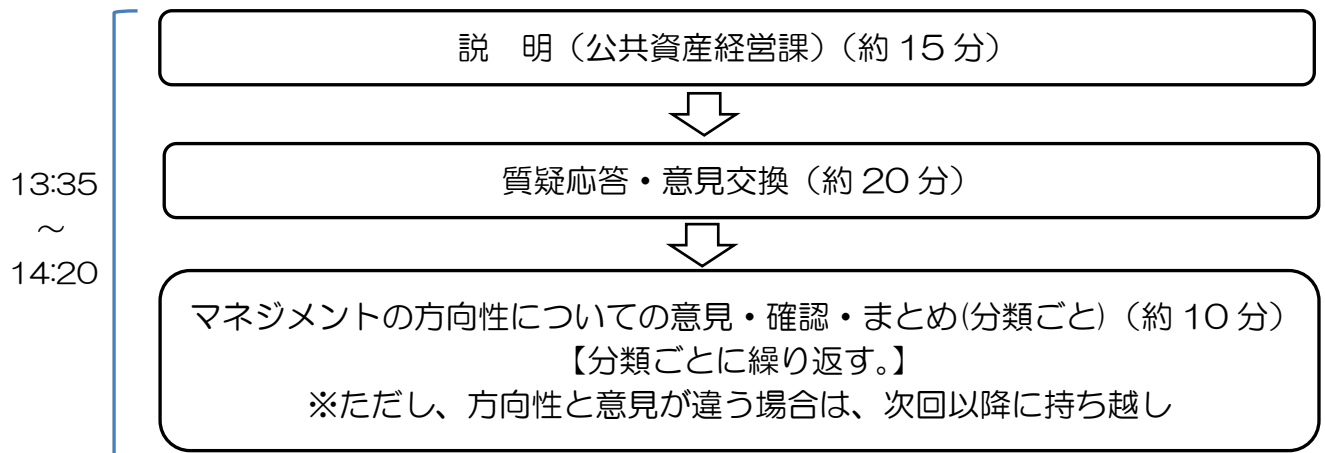 説　明（公共資産経営課）（約 15 分）
質疑応答・意見交換（約 20 分）
13:35
～
14:20
マネジメントの方向性についての意見・確認・まとめ(分類ごと)（約 10 分）
【分類ごとに繰り返す。】
※ただし、方向性と意見が違う場合は、次回以降に持ち越し